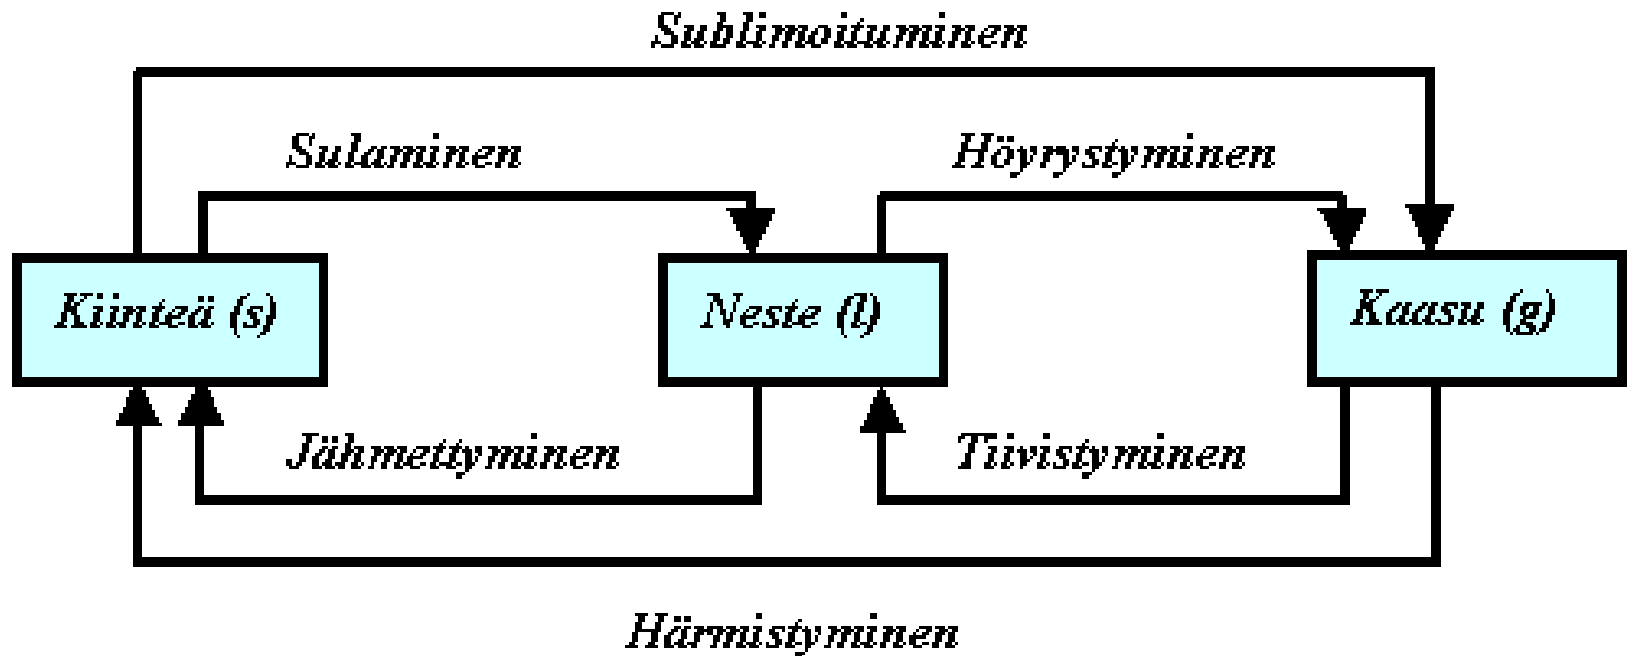 Sublimoituminen
Sulaminen
Höyrystyminen
Kiinteä (s)
Neste (l)
Kaasu (g)
Jähmettyminen
Tiivistyminen
Härmistyminen